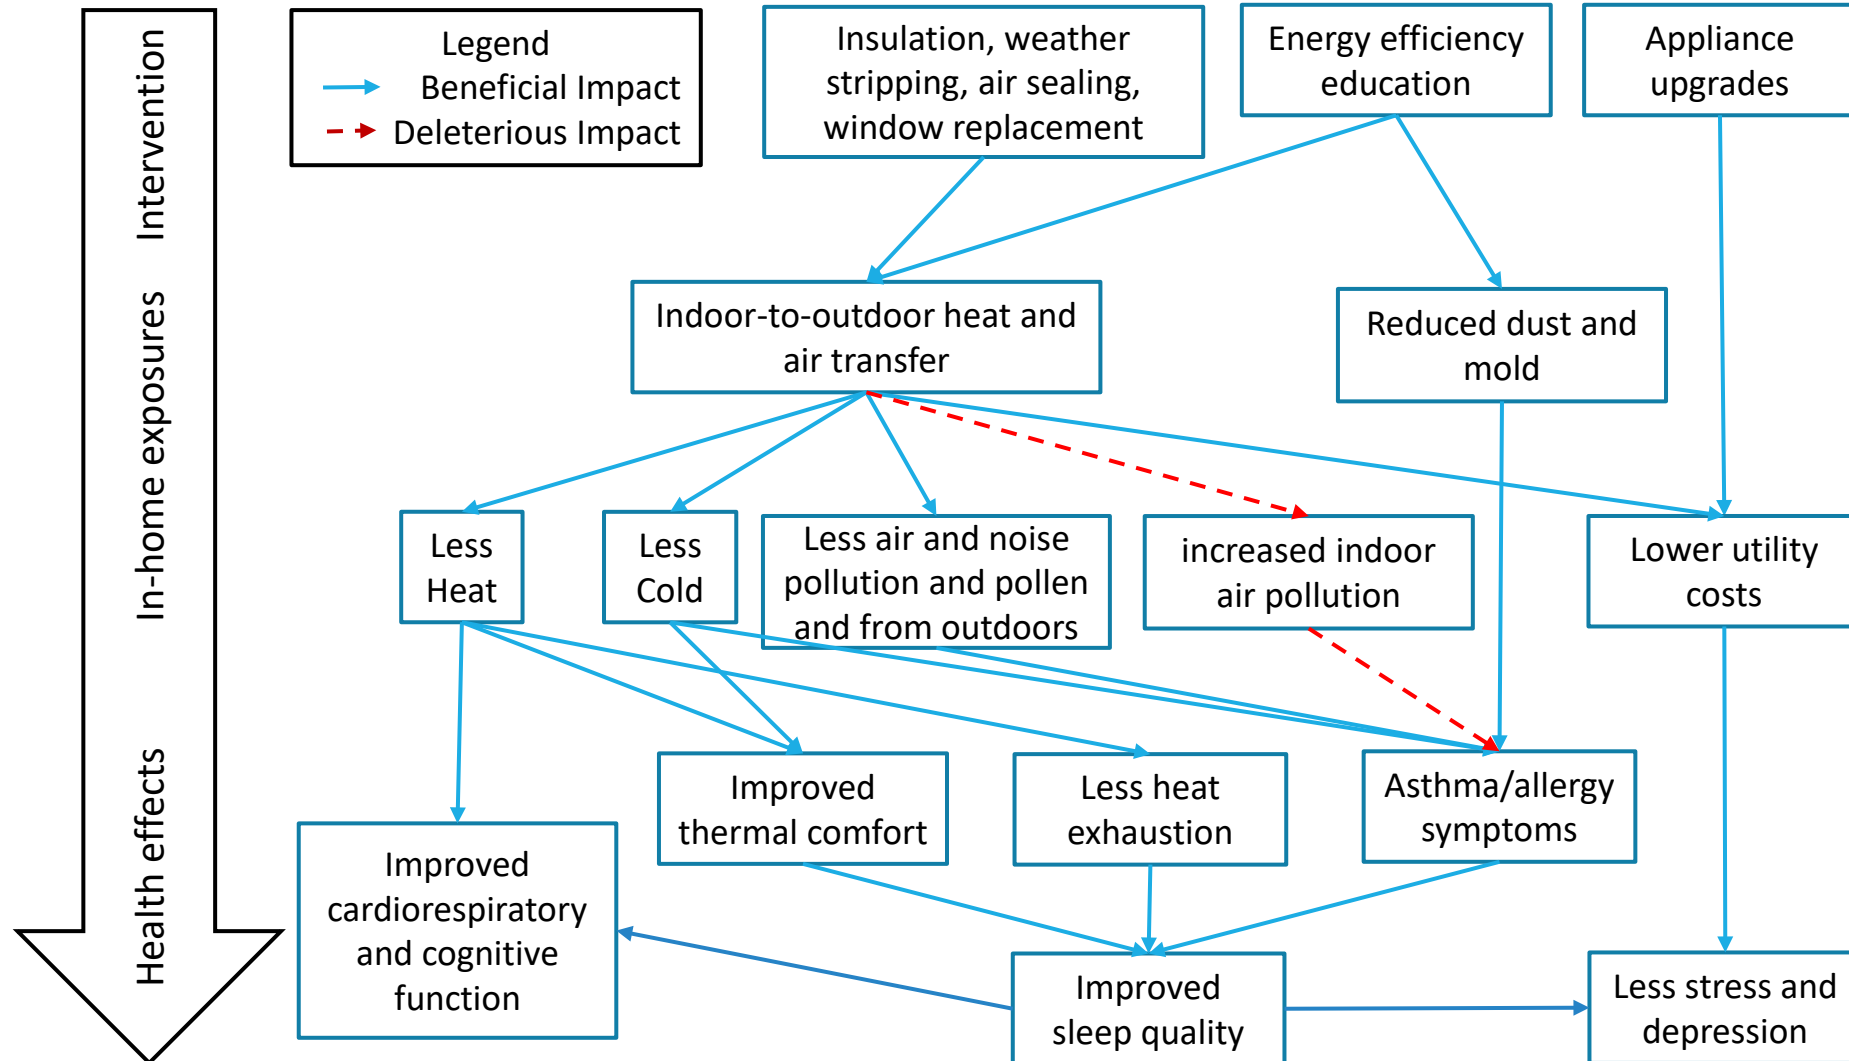 Intervention
In-home exposures
Health effects
Legend
Beneficial Impact
Deleterious Impact
Insulation, weather
stripping, air sealing,
window replacement
Energy efficiency
education
Appliance
upgrades
Indoor-to-outdoor heat and
air transfer
Reduced dust and
mold
Less
Heat
Less
Cold
Less air and noise
pollution and pollen
and from outdoors
increased indoor
air pollution
Lower utility
costs
Improved
thermal comfort
Less heat
exhaustion
Asthma/allergy
symptoms
Improved
cardiorespiratory
and cognitive
function
Improved
sleep quality
Less stress and
depression